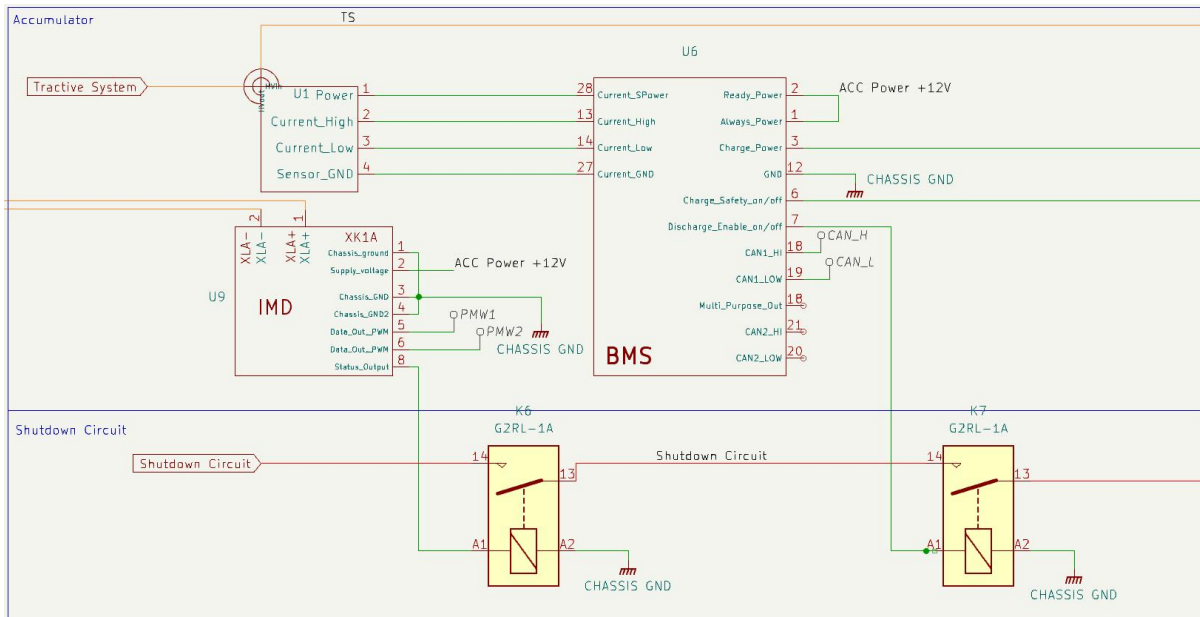 Accumulator
TS
U6
Tractive System
HVin
HVout
U1 Power 1
Current_High 2
Current_Low 3
Sensor_GND 4
28 Current_SPower
13 Current_High
14 Current_Low
27 Current_GND
Ready_Power 2
ACC Power +12V
Always_Power 1
Charge_Power 3
GND 12
CHASSIS GND
Charge_Safety_on/off 6
Discharge_Enable_on/off 7
CAN1_HI 18
CAN_H
CAN1_LOW 19
CAN_L
Multi_Purpose_Out 18
CAN2_HI 21
CAN2_LOW 20
BMS
2 1
XLA- XLA- XLA+ XLA+
XK1A
U9
IMD
Chassis_ground 1
Supply_voltage 2
ACC Power +12V
Chassis_GND 3
Chassis_GND2 4
Data_Out_PWM 5
PMW1
Data_Out_PWM 6
PMW2
CHASSIS GND
Status_Output 8
Shutdown Circuit
K6
G2RL-1A
K7
G2RL-1A
Shutdown Circuit
14
13
Shutdown Circuit
14
13
A1
A2
CHASSIS GND
A1
A2
CHASSIS GND